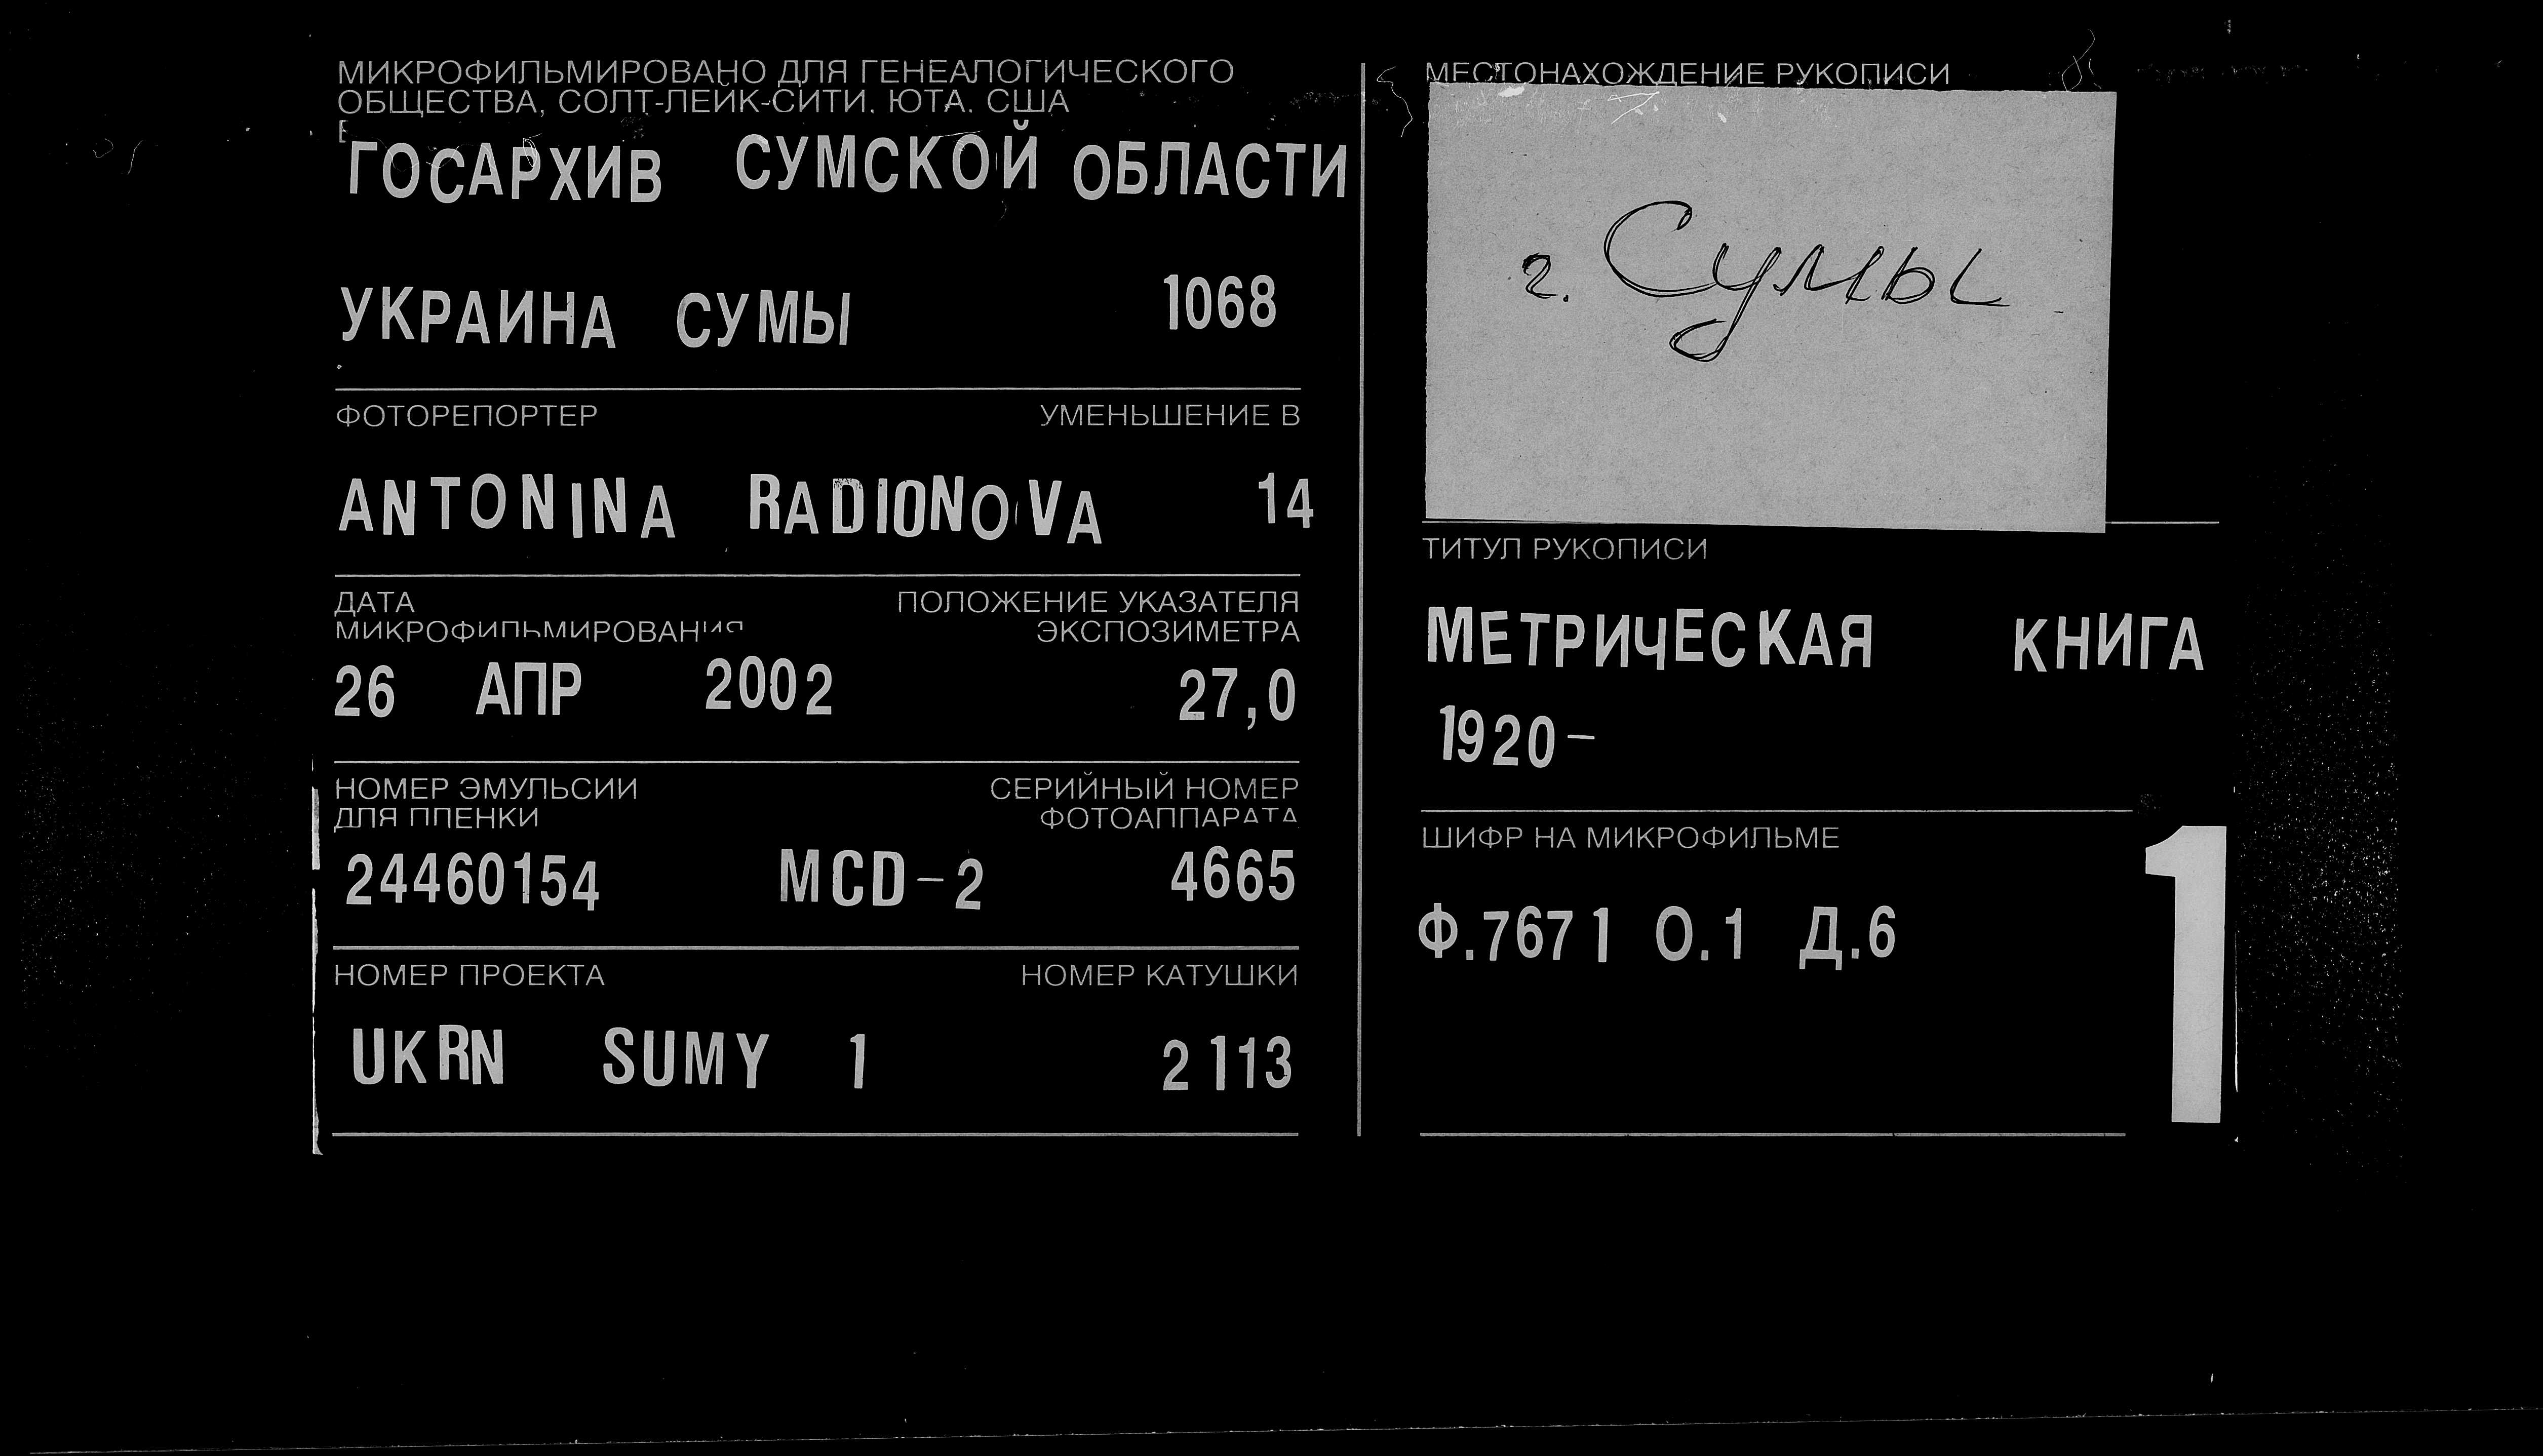 МИКРОФИЛЬМИРОВАНО ДЛЯ ГЕНЕАЛОГИЧЕСКОГО
ОБЩЕСТВА, СОЛТ-ЛЕЙК-СИТИ, ЮТА, США
В
ГОСАРХИВ СУМСКОЙ ОБЛАСТИ
УКРАИНА СУМЫ 1068
ФОТОРЕПОРТЕР УМЕНЬШЕНИЕ В
ANTONINA RADIONOVA 14
ДАТА ПОЛОЖЕНИЕ УКАЗАТЕЛЯ
МИКРОФИЛЬМИРОВАНИЯ ЭКСПОЗИМЕТРА
26 АПР 2002 27,0
НОМЕР ЭМУЛЬСИИ СЕРИЙНЫЙ НОМЕР
ДЛЯ ПЛЕНКИ ФОТОАППАРАТА
24460154 MCD-2 4665
НОМЕР ПРОЕКТА НОМЕР КАТУШКИ
UKRN SUMY 1 2113
МЕСТОНАХОЖДЕНИЕ РУКОПИСИ
г. Сумы
ТИТУЛ РУКОПИСИ
МЕТРИЧЕСКАЯ КНИГА
1920-
ШИФР НА МИКРОФИЛЬМЕ
Ф.7671 О.1 Д.6
1